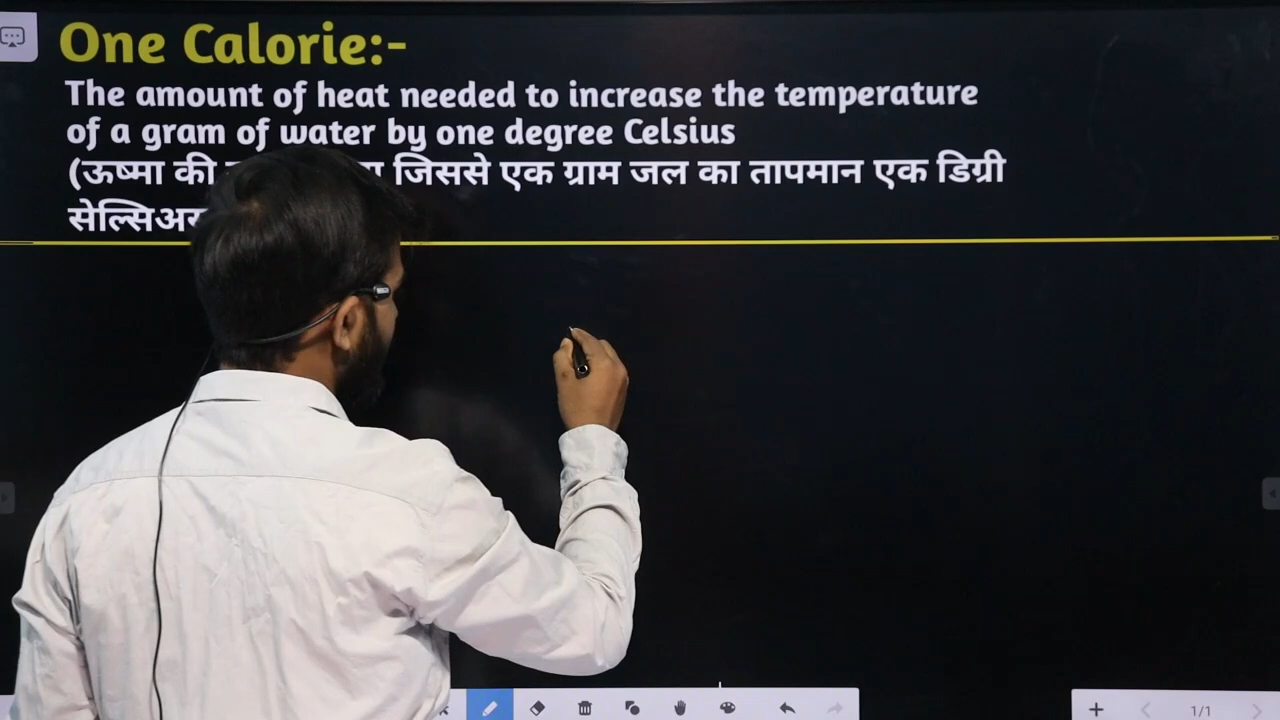 One Calorie:-
The amount of heat needed to increase the temperature
of a gram of water by one degree Celsius
(ऊष्मा की जिससे एक ग्राम जल का तापमान एक डिग्री
1/1